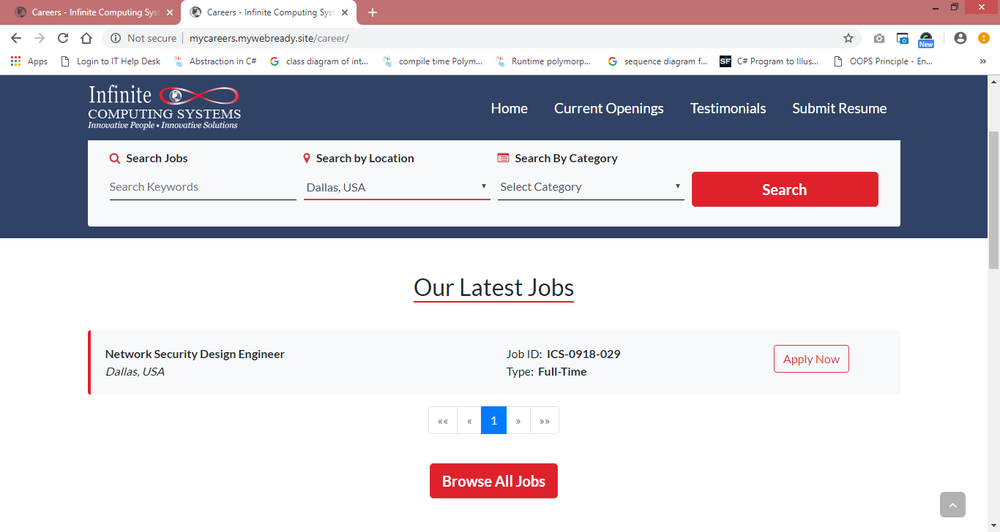 Careers - Infinite Computing Syst
Careers - Infinite Computing Syst
Not secure
mycareers.mywebready.site/career/
New
Apps
Login to IT Help Desk
Abstraction in C#
class diagram of int...
compile time Polym...
Runtime polymorp...
sequence diagram f...
SF
C# Program to Illus...
OOPS Principle - En...
»
Infinite
COMPUTING SYSTEMS
Innovative People • Innovative Solutions
Home
Current Openings
Testimonials
Submit Resume
Search Jobs
Search by Location
Search By Category
Search Keywords
Dallas, USA
Select Category
Search
Our Latest Jobs
Network Security Design Engineer
Job ID: ICS-0918-029
Apply Now
Dallas, USA
Type: Full-Time
«« « 1 » »»
Browse All Jobs